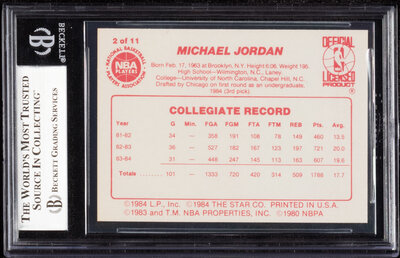 BECKETT
BGS
THE WORLD'S MOST TRUSTED
SOURCE IN COLLECTING™
BECKETT GRADING SERVICES
2 of 11
MICHAEL JORDAN
NATIONAL BASKETBALL
NBA
PLAYERS
PLAYERS ASSOCIATION
OFFICIAL
NBA
LICENSED
PRODUCT
Born Feb. 17, 1963 at Brooklyn, N.Y. Height 6:06. Weight 195.
High School—Wilmington, N.C., Laney.
College—University of North Carolina, Chapel Hill, N.C.
Drafted by Chicago on first round as an undergraduate,
1984 (3rd pick).
COLLEGIATE RECORD
Year G Min. FGA FGM FTA FTM REB Pts. Avg.
81-82 34 — 358 191 108 78 149 460 13.5
82-83 36 — 527 282 167 123 197 721 20.0
83-84 31 — 448 247 145 113 163 607 19.6
Totals 101 — 1333 720 420 314 509 1788 17.7
©1984 L.P., Inc. ©1984 THE STAR CO. PRINTED IN U.S.A.
©1983 and T.M. NBA PROPERTIES, INC. ©1980 NBPA